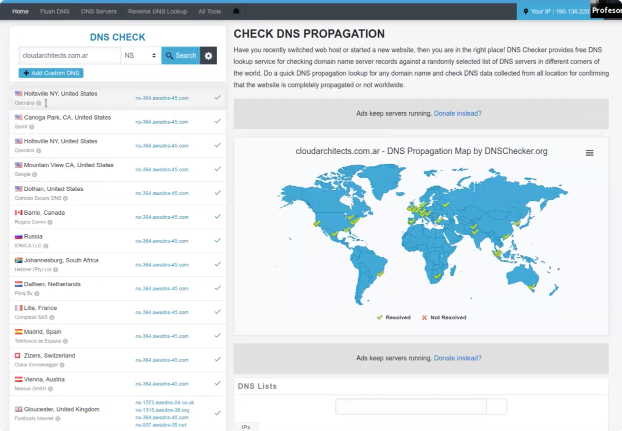 Home Flush DNS DNS Servers Reverse DNS Lookup All Tools
Your IP : 190.136.220
Profesor
DNS CHECK
cloudarchitects.com.ar NS Search
Add Custom DNS
Holtsville NY, United States
Opendns
ns-364.awsdns-45.com
Canoga Park, CA, United States
Sprint
ns-364.awsdns-45.com
Holtsville NY, United States
Opendns
ns-364.awsdns-45.com
Mountain View CA, United States
Google
ns-364.awsdns-45.com
Dothan, United States
Comodo Secure DNS
ns-364.awsdns-45.com
Barrie, Canada
Rogers Comm
ns-364.awsdns-45.com
Russia
IONICA LLC
ns-364.awsdns-45.com
Johannesburg, South Africa
Hetzner (Pty) Ltd
ns-364.awsdns-45.com
Daffeen, Netherlands
ns-364.awsdns-45.com
Lille, France
Completel SAS
ns-364.awsdns-45.com
Madrid, Spain
Telefonica de Espana
ns-364.awsdns-45.com
Zizers, Switzerland
Oskar Emmenegger
ns-364.awsdns-45.com
Vienna, Austria
Nessus GmbH
ns-364.awsdns-45.com
Gloucester, United Kingdom
Fasthosts Internet
ns-1573.awsdns-04.co.uk
ns-1318.awsdns-36.org
ns-364.awsdns-45.com
CHECK DNS PROPAGATION
Have you recently switched web host or started a new website, then you are in the right place! DNS Checker provides free DNS
lookup service for checking domain name server records against a randomly selected list of DNS servers in different corners of
the world. Do a quick DNS propagation lookup for any domain name and check DNS data collected from all location for confirming
that the website is completely propagated or not worldwide.
Ads keep servers running. Donate instead?
cloudarchitects.com.ar - DNS Propagation Map by DNSChecker.org
Resolved Not Resolved
Ads keep servers running. Donate instead?
DNS Lists
IPs